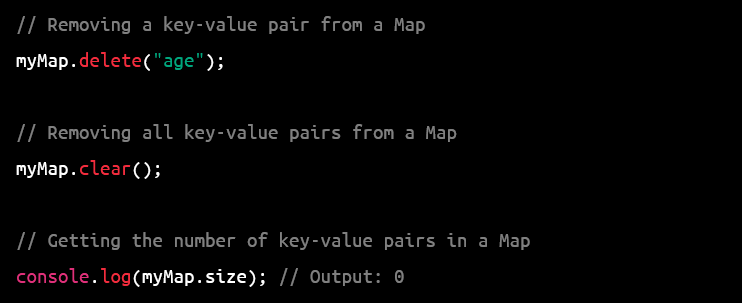 // Removing a key-value pair from a Map
myMap.delete("age");
// Removing all key-value pairs from a Map
myMap.clear();
// Getting the number of key-value pairs in a Map
console.log(myMap.size); // Output: 0